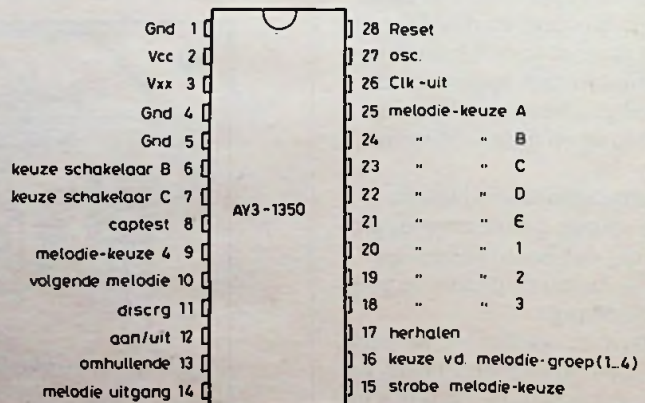 Gnd 1
Vcc 2
Vxx 3
Gnd 4
Gnd 5
keuze schakelaar B 6
keuze schakelaar C 7
captest 8
melodie-keuze 4 9
volgende melodie 10
discrg 11
aan/uit 12
omhullende 13
melodie uitgang 14
AY3-1350
28 Reset
27 osc.
26 Clk-uit
25 melodie-keuze A
24 " " B
23 " " C
22 " " D
21 " " E
20 " " 1
19 " " 2
18 " " 3
17 herhalen
16 keuze vd. melodie-groep(1...4)
15 strobe melodie-keuze